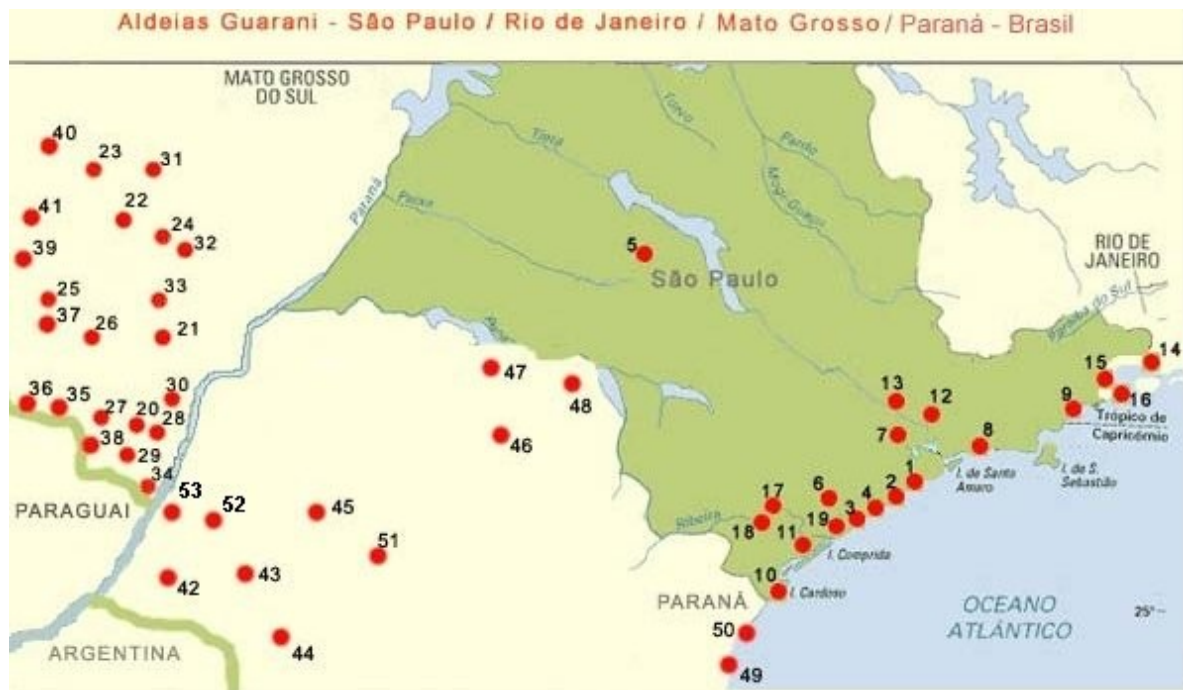 Aldeias Guarani - São Paulo / Rio de Janeiro / Mato Grosso / Paraná - Brasil
MATO GROSSO
DO SUL
40
23
31
41
22
24
32
39
25
33
37
26
21
36
35
27
20
30
28
38
29
34
PARAGUAI
53
52
45
51
42
43
44
ARGENTINA
Paraná
Tietê
Turvo
Pardo
Mogi-Guaçu
Peixe
5
São Paulo
RIO DE
JANEIRO
Paraíba do Sul
47
48
46
13
12
7
8
9
15
14
16
Trópico de
Capricórnio
I. de Santo
Amaro
I. de S.
Sebastião
1
2
4
3
6
19
17
18
11
Ribeira
I. Comprida
10
I. Cardoso
PARANÁ
50
49
OCEANO
ATLÂNTICO
25°